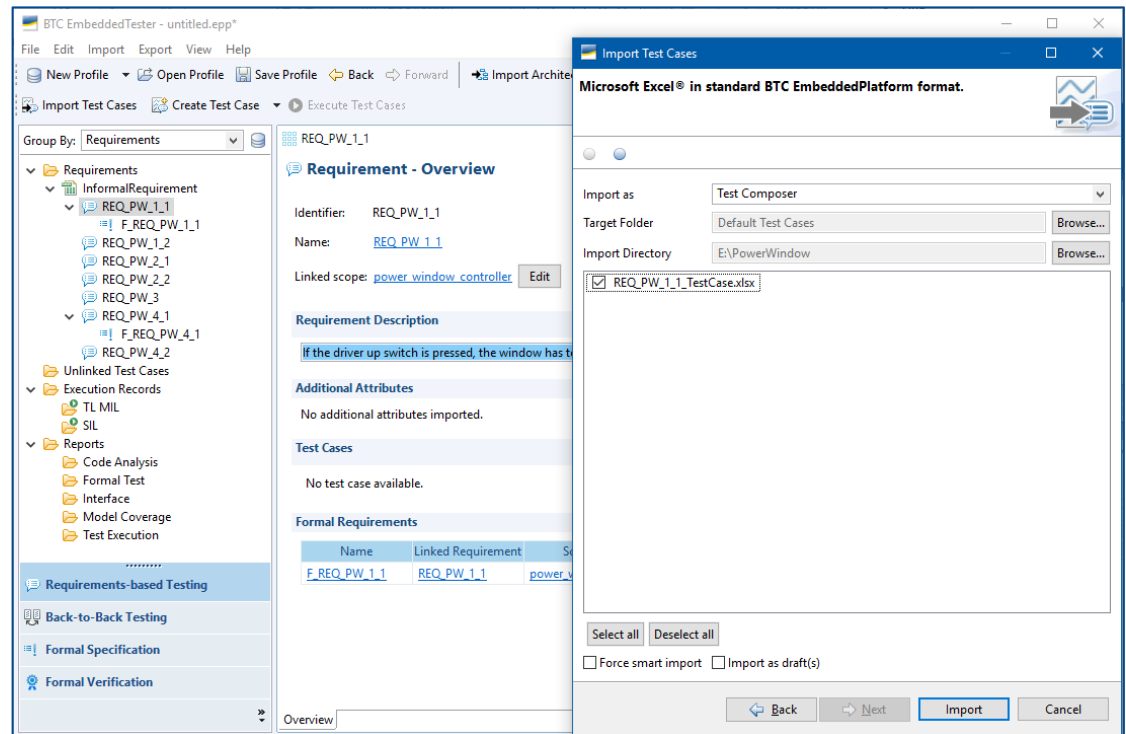 BTC EmbeddedTester - untitled.epp*
File Edit Import Export View Help
New Profile Open Profile Save Profile Back Forward Import Archite
Import Test Cases Create Test Case Execute Test Cases
Group By: Requirements
Requirements
InformalRequirement
REQ_PW_1_1
F_REQ_PW_1_1
REQ_PW_1_2
REQ_PW_2_1
REQ_PW_2_2
REQ_PW_3
REQ_PW_4_1
F_REQ_PW_4_1
REQ_PW_4_2
Unlinked Test Cases
Execution Records
TL MIL
SIL
Reports
Code Analysis
Formal Test
Interface
Model Coverage
Test Execution
Requirements-based Testing
Back-to-Back Testing
Formal Specification
Formal Verification
REQ_PW_1_1
Requirement - Overview
Identifier: REQ_PW_1_1
Name: REQ_PW_1_1
Linked scope: power_window_controller Edit
Requirement Description
If the driver up switch is pressed, the window has t
Additional Attributes
No additional attributes imported.
Test Cases
No test case available.
Formal Requirements
Name Linked Requirement S
F_REQ_PW_1_1 REQ_PW_1_1 power_w
Overview
Import Test Cases
Microsoft Excel® in standard BTC EmbeddedPlatform format.
Import as Test Composer
Target Folder Default Test Cases Browse...
Import Directory E:\PowerWindow Browse...
REQ_PW_1_1_TestCase.xlsx
Select all Deselect all
Force smart import Import as draft(s)
Back Next Import Cancel